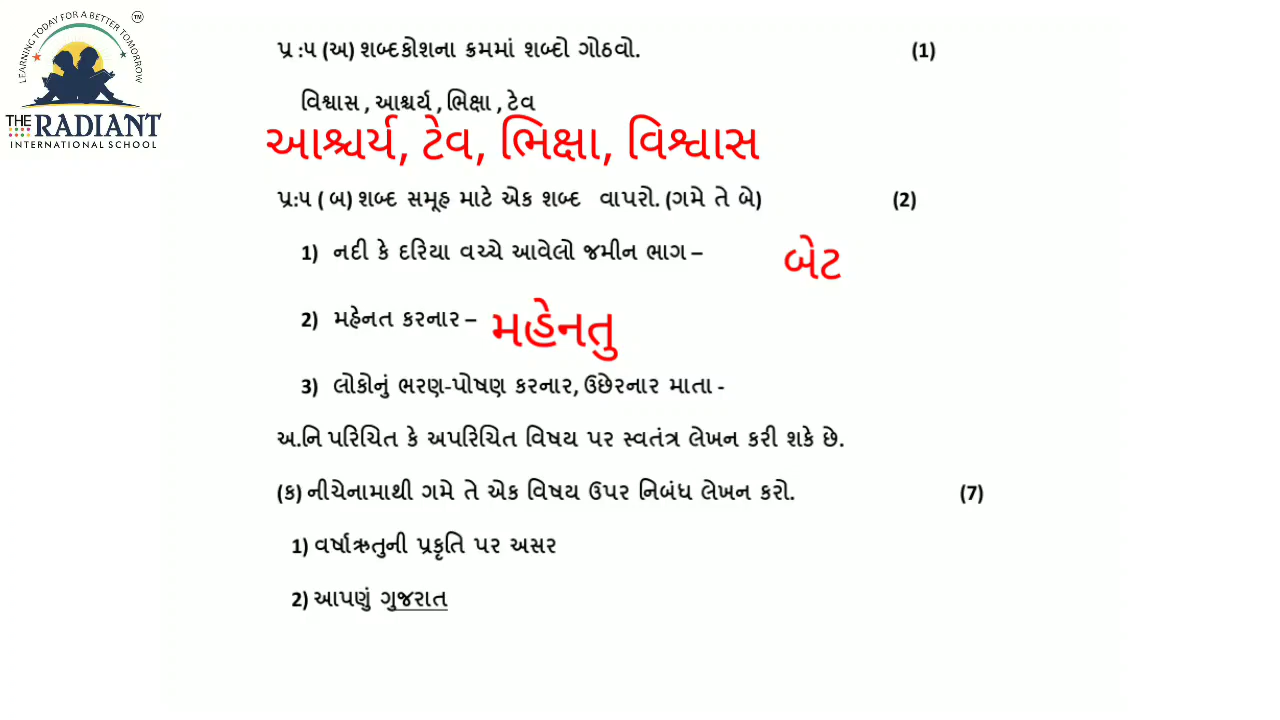 LEARNING TODAY FOR A BETTER TOMORROW
TM
THE RADIANT
INTERNATIONAL SCHOOL
પ્ર :૫ (અ) શબ્દકોશના ક્રમમાં શબ્દો ગોઠવો. (1)
વિશ્વાસ , આશ્ચર્ય , ભિક્ષા , ટેવ
આશ્ચર્ય, ટેવ, ભિક્ષા, વિશ્વાસ
પ્ર:૫ ( બ) શબ્દ સમૂહ માટે એક શબ્દ વાપરો. (ગમે તે બે) (2)
1) નદી કે દરિયા વચ્ચે આવેલો જમીન ભાગ – બેટ
2) મહેનત કરનાર – મહેનતુ
3) લોકોનું ભરણ-પોષણ કરનાર, ઉછેરનાર માતા -
અ.નિ પરિચિત કે અપરિચિત વિષય પર સ્વતંત્ર લેખન કરી શકે છે.
(ક) નીચેનામાથી ગમે તે એક વિષય ઉપર નિબંધ લેખન કરો. (7)
1) વર્ષાઋતુની પ્રકૃતિ પર અસર
2) આપણું ગુજરાત